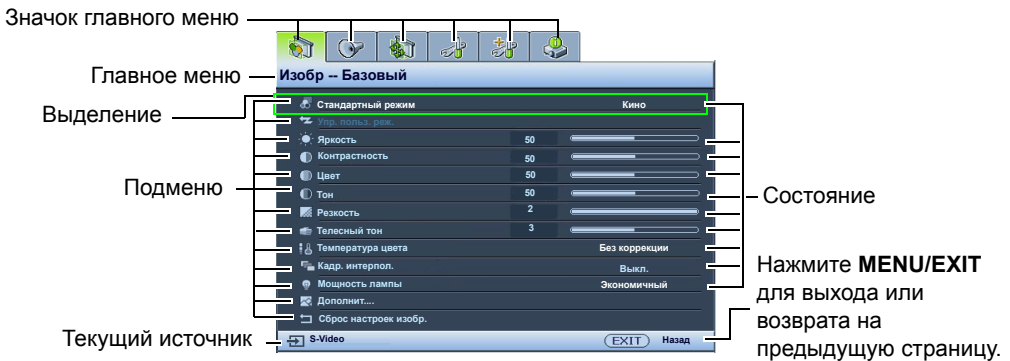 Значок главного меню
Главное меню
Изобр -- Базовый
Выделение
Стандартный режим Кино
Упр. польз. реж.
Яркость 50
Контрастность 50
Цвет 50
Подменю
Тон 50
Состояние
Резкость 2
Телесный тон 3
Температура цвета Без коррекции
Кадр. интерпол. Выкл.
Мощность лампы Экономичный
Дополнит....
Сброс настроек изобр.
Текущий источник
S-Video EXIT Назад
Нажмите MENU/EXIT
для выхода или
возврата на
предыдущую страницу.